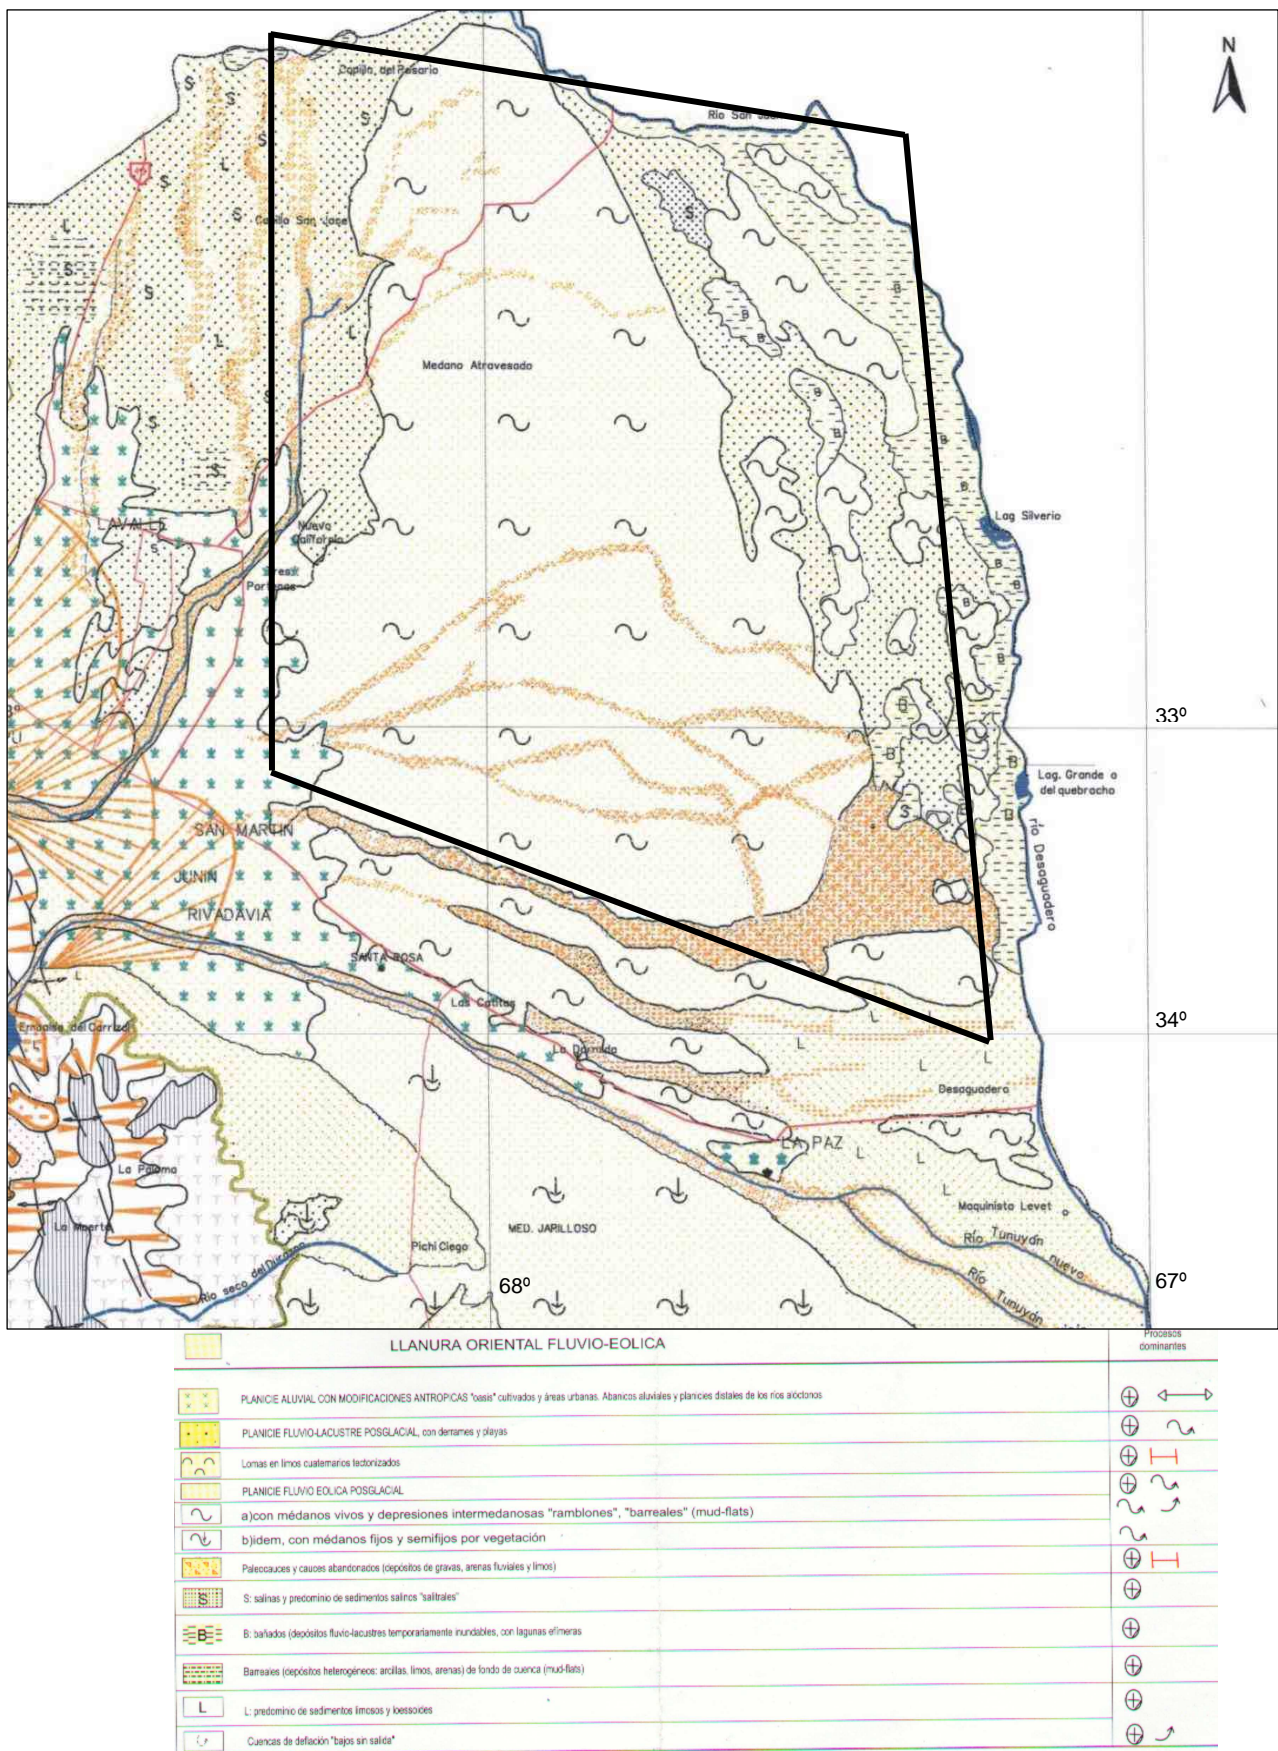 N
Capilla del Rosario
Río San Juan
S
S
S
S
S
L
S
S
S
Capilla San Jose
L
S
S
S
B
L
B
L
B
Medano Atravesado
S
B
S
B
B
S
B
Lag Silverio
LAVALLE
Nueva
California
S
B
B
Tres
Porteñas
B
B
B
33º
B
B
Lag. Grande o
del quebracho
S
B
B
SAN MARTIN
río Desaguadero
JUNIN
RIVADAVIA
SANTA ROSA
L
Las Catitas
L
L
34º
Embalse del Carrizal
L
La Dormida
L
L
L
Desaguadero
LA PAZ
L
L
L
La Paloma
Maquinista Levet
La Muerta
MED. JARILLOSO
Río Tunuyán
nuevo
Pichi Ciego
Río seco del
68º
Río
Tunuyán
67º
LLANURA ORIENTAL FLUVIO-EOLICA
Procesos
dominantes
PLANICIE ALUVIAL CON MODIFICACIONES ANTROPICAS "oasis" cultivados y áreas urbanas. Abanicos aluviales y planicies distales de los ríos alóctonos
PLANICIE FLUVIO-LACUSTRE POSGLACIAL, con derrames y playas
Lomas en limos cuaternarios tectonizados
PLANICIE FLUVIO EOLICA POSGLACIAL
a)con médanos vivos y depresiones intermedanosas "ramblones", "barreales" (mud-flats)
b)idem, con médanos fijos y semifijos por vegetación
Paleocauces y cauces abandonados (depósitos de gravas, arenas fluviales y limos)
S
S: salinas y predominio de sedimentos salinos "salitrales"
B
B: bañados (depósitos fluvio-lacustres temporariamente inundables, con lagunas efímeras
Barreales (depósitos heterogéneos: arcillas, limos, arenas) de fondo de cuenca (mud-flats)
L
L: predominio de sedimentos limosos y loessoides
Cuencas de deflación "bajos sin salida"